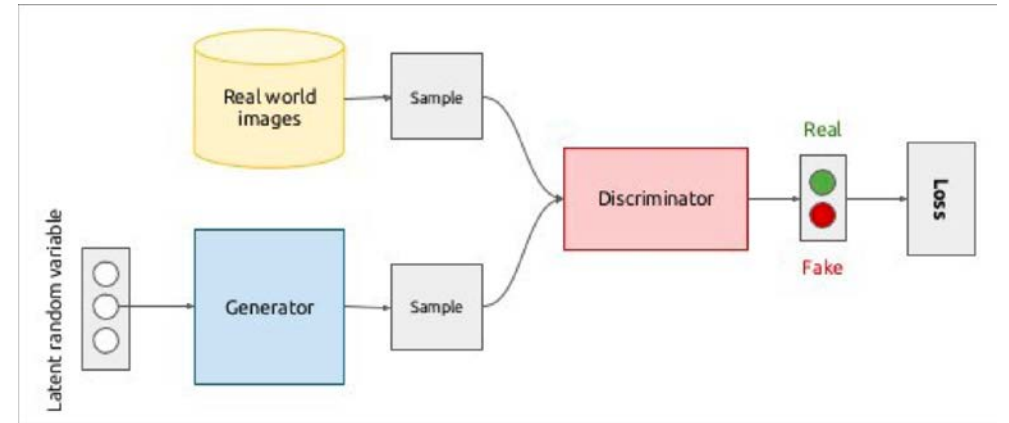 Real world
images
Sample
Real
Discriminator
Loss
Fake
Latent random variable
Generator
Sample